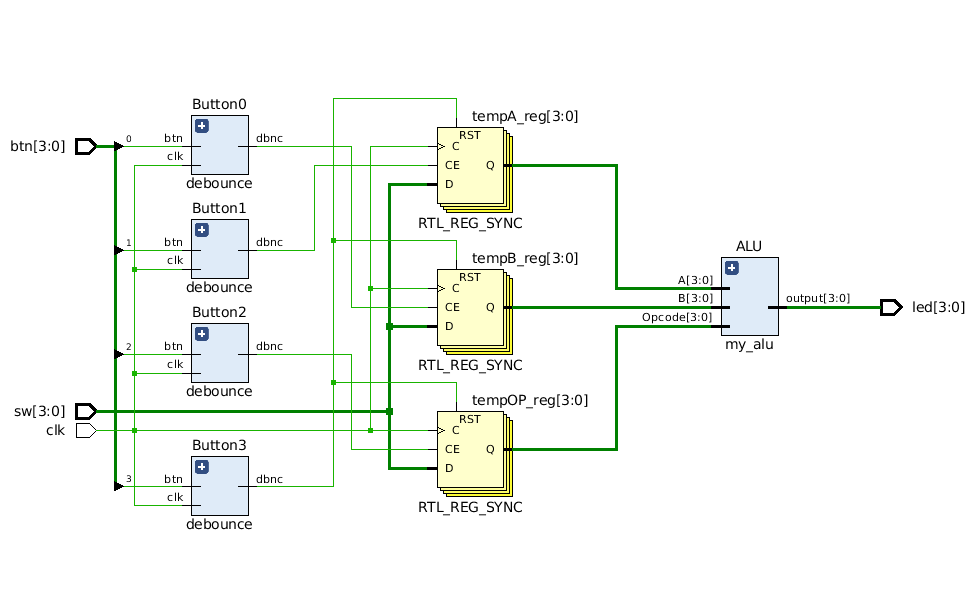 Button0
btn[3:0]
0
btn
clk
dbnc
debounce
Button1
1
btn
clk
dbnc
debounce
Button2
2
btn
clk
dbnc
debounce
sw[3:0]
clk
Button3
3
btn
clk
dbnc
debounce
tempA_reg[3:0]
RST
C
CE
Q
D
RTL_REG_SYNC
tempB_reg[3:0]
RST
C
CE
Q
D
RTL_REG_SYNC
tempOP_reg[3:0]
RST
C
CE
Q
D
RTL_REG_SYNC
ALU
A[3:0]
B[3:0]
Opcode[3:0]
output[3:0]
my_alu
led[3:0]